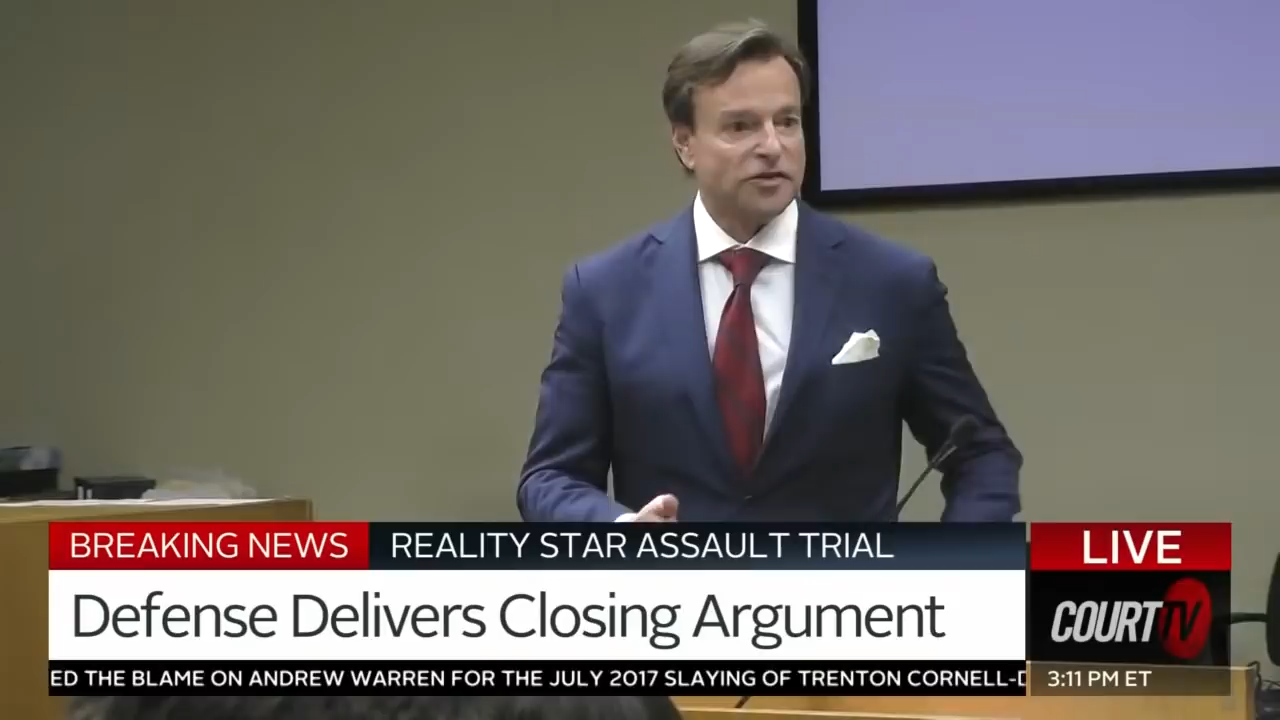 BREAKING NEWS REALITY STAR ASSAULT TRIAL LIVE
Defense Delivers Closing Argument COURT TV
ED THE BLAME ON ANDREW WARREN FOR THE JULY 2017 SLAYING OF TRENTON CORNELL-D 3:11 PM ET